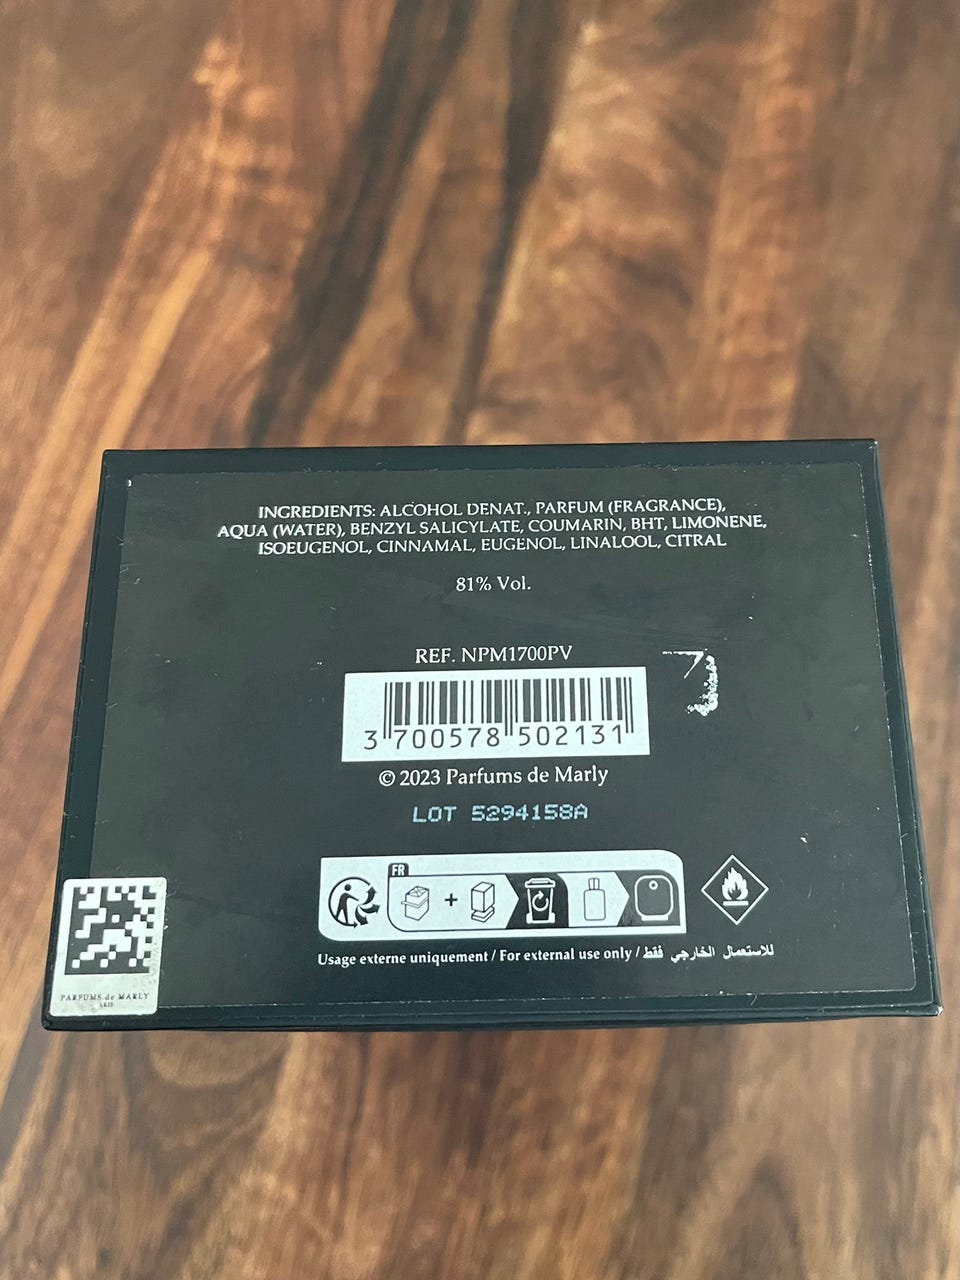 INGREDIENTS: ALCOHOL DENAT., PARFUM (FRAGRANCE),
AQUA (WATER), BENZYL SALICYLATE, COUMARIN, BHT, LIMONENE,
ISOEUGENOL, CINNAMAL, EUGENOL, LINALOOL, CITRAL
81% Vol.
REF. NPM1700PV
3 700578 502131
© 2023 Parfums de Marly
LOT 5294158A
FR
+
Usage externe uniquement / For external use only / للاستعمال الخارجي فقط
PARFUMS de MARLY